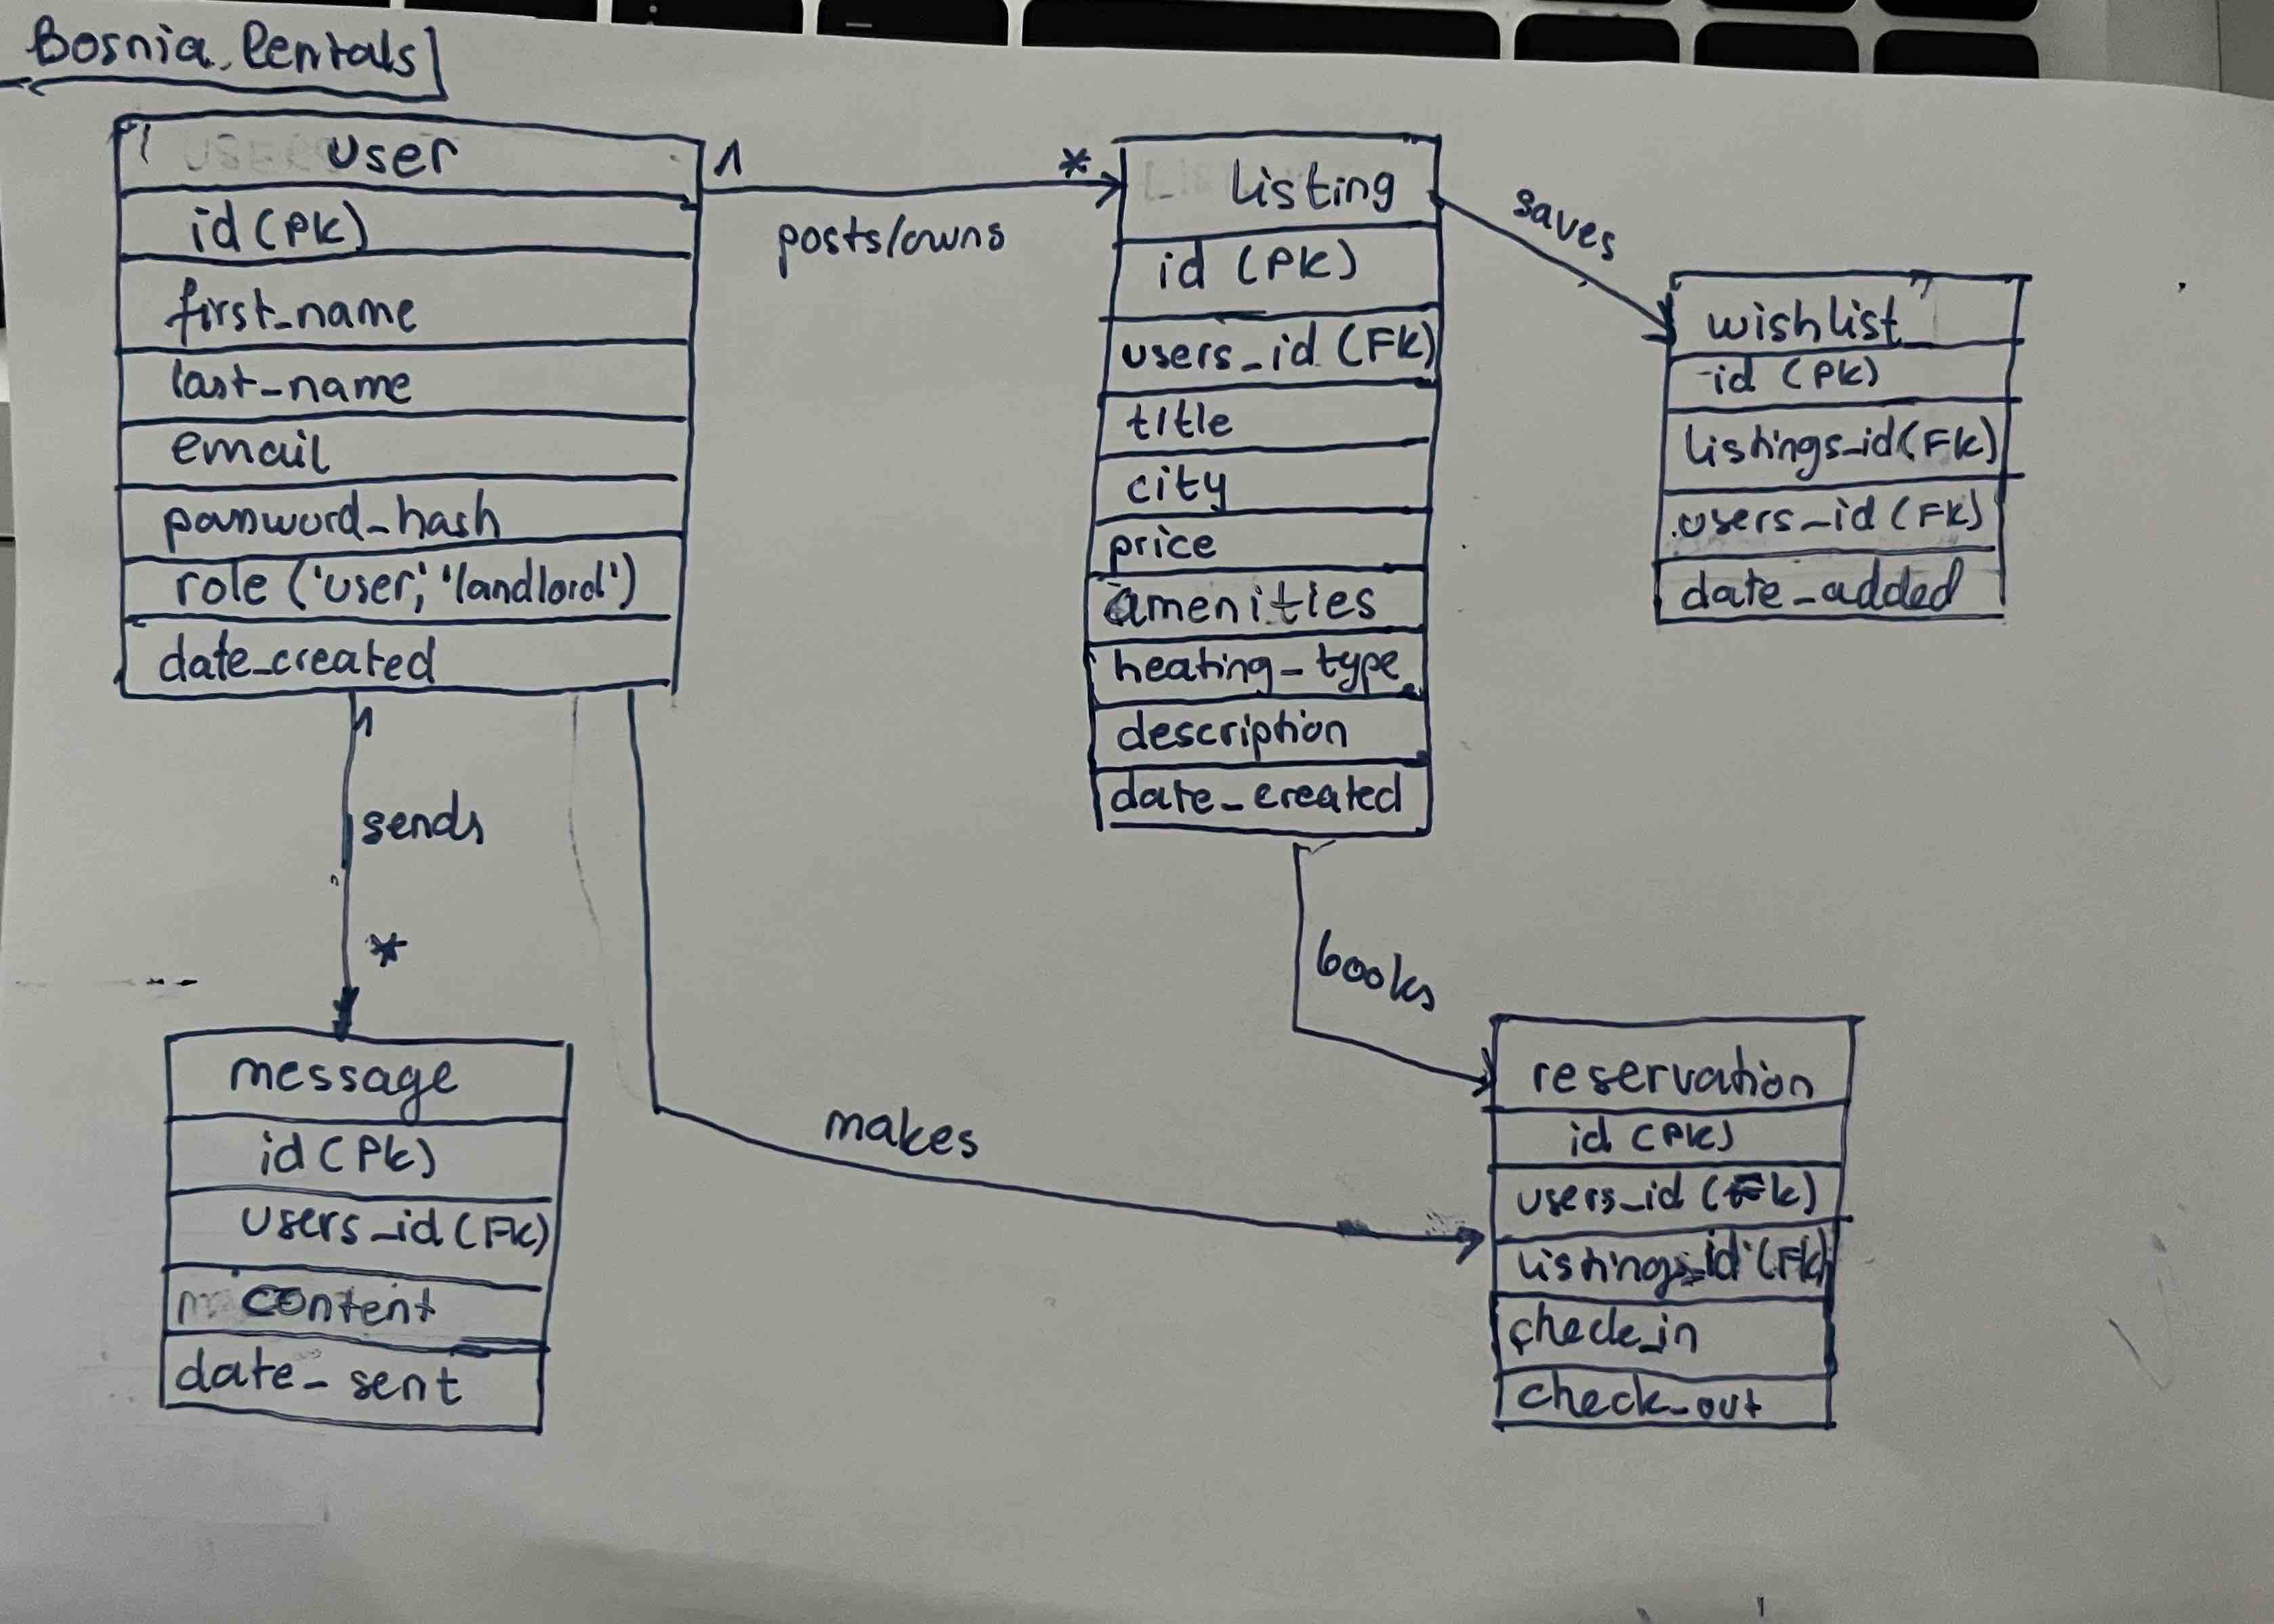 Bosnia Rentals
user
id (PK)
first_name
last_name
email
password_hash
role ('user', 'landlord')
date_created
1
*
posts/owns
listing
id (PK)
users_id (FK)
title
city
price
amenities
heating_type
description
date_created
saves
wishlist
id (PK)
listings_id (FK)
users_id (FK)
date_added
1
sends
*
message
id (PK)
users_id (FK)
content
date_sent
makes
books
reservation
id (PK)
users_id (FK)
listings_id (FK)
check_in
check_out